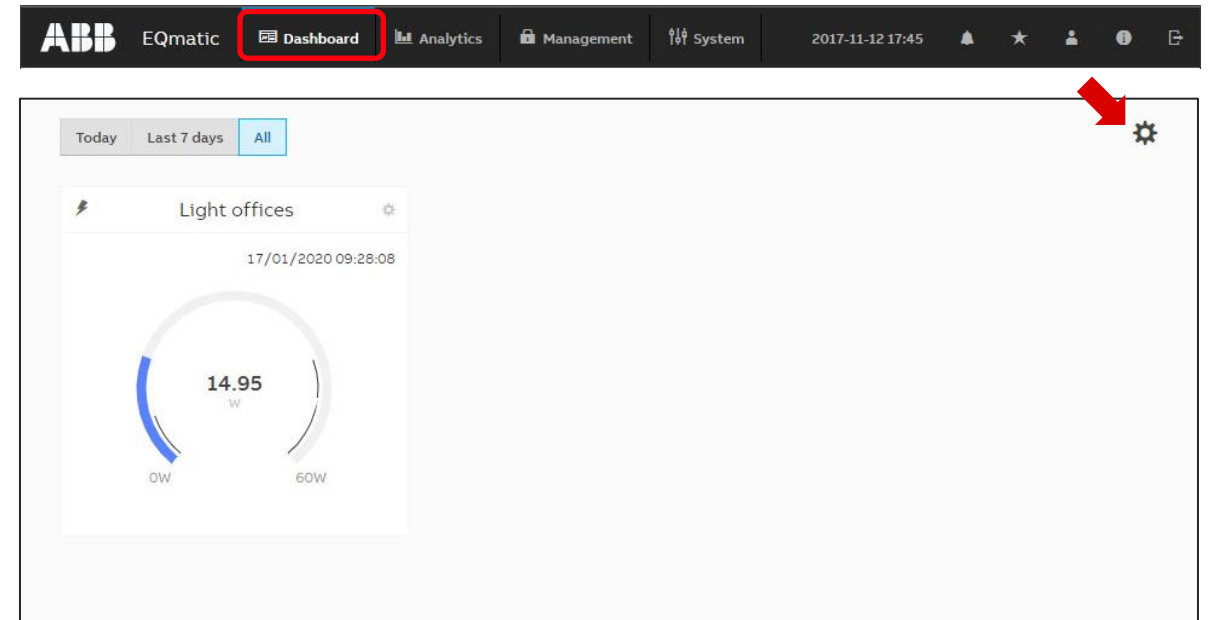 ABB EQmatic Dashboard Analytics Management System 2017-11-12 17:45
Today Last 7 days All
Light offices
17/01/2020 09:28:08
14.95
W
0W 60W